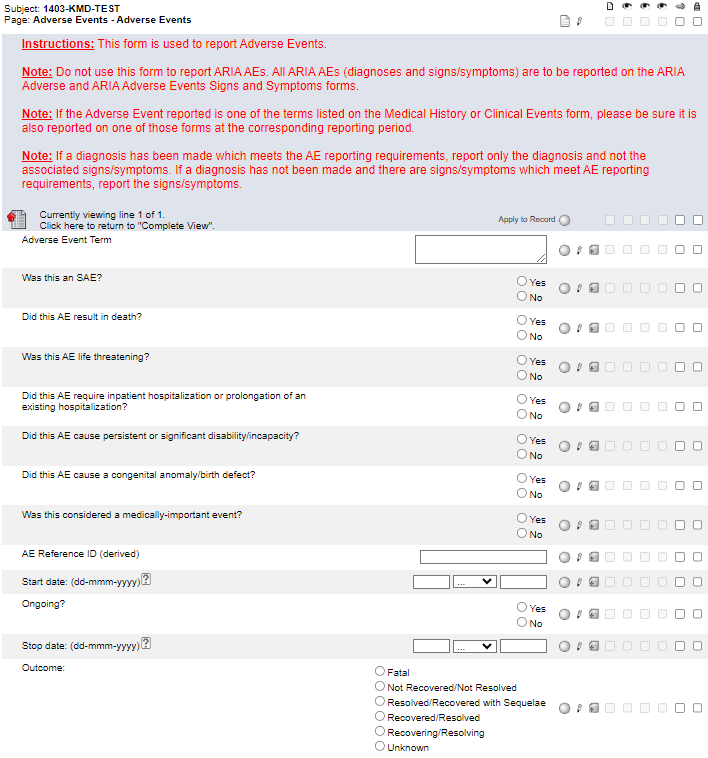 Subject: 1403-KMD-TEST
Page: Adverse Events - Adverse Events
Instructions: This form is used to report Adverse Events.
Note: Do not use this form to report ARIA AEs. All ARIA AEs (diagnoses and signs/symptoms) are to be reported on the ARIA
Adverse and ARIA Adverse Events Signs and Symptoms forms.
Note: If the Adverse Event reported is one of the terms listed on the Medical History or Clinical Events form, please be sure it is
also reported on one of those forms at the corresponding reporting period.
Note: If a diagnosis has been made which meets the AE reporting requirements, report only the diagnosis and not the
associated signs/symptoms. If a diagnosis has not been made and there are signs/symptoms which meet AE reporting
requirements, report the signs/symptoms.
Currently viewing line 1 of 1.
Click here to return to "Complete View".
Apply to Record
Adverse Event Term
Was this an SAE?
Yes
No
Did this AE result in death?
Yes
No
Was this AE life threatening?
Yes
No
Did this AE require inpatient hospitalization or prolongation of an
existing hospitalization?
Yes
No
Did this AE cause persistent or significant disability/incapacity?
Yes
No
Did this AE cause a congenital anomaly/birth defect?
Yes
No
Was this considered a medically-important event?
Yes
No
AE Reference ID (derived)
Start date: (dd-mmm-yyyy) ?
...
Ongoing?
Yes
No
Stop date: (dd-mmm-yyyy) ?
...
Outcome:
Fatal
Not Recovered/Not Resolved
Resolved/Recovered with Sequelae
Recovered/Resolved
Recovering/Resolving
Unknown